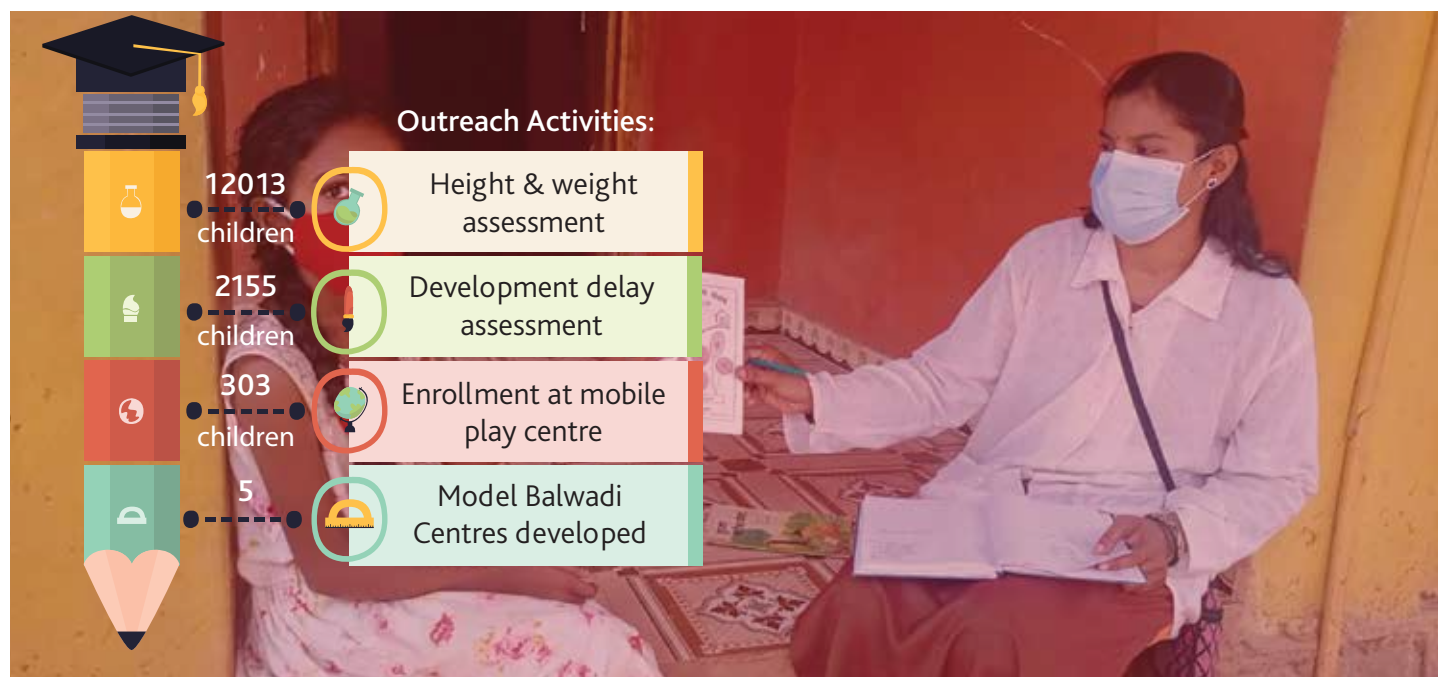 Outreach Activities:
12013
children
Height & weight
assessment
2155
children
Development delay
assessment
303
children
Enrollment at mobile
play centre
5
Model Balwadi
Centres developed